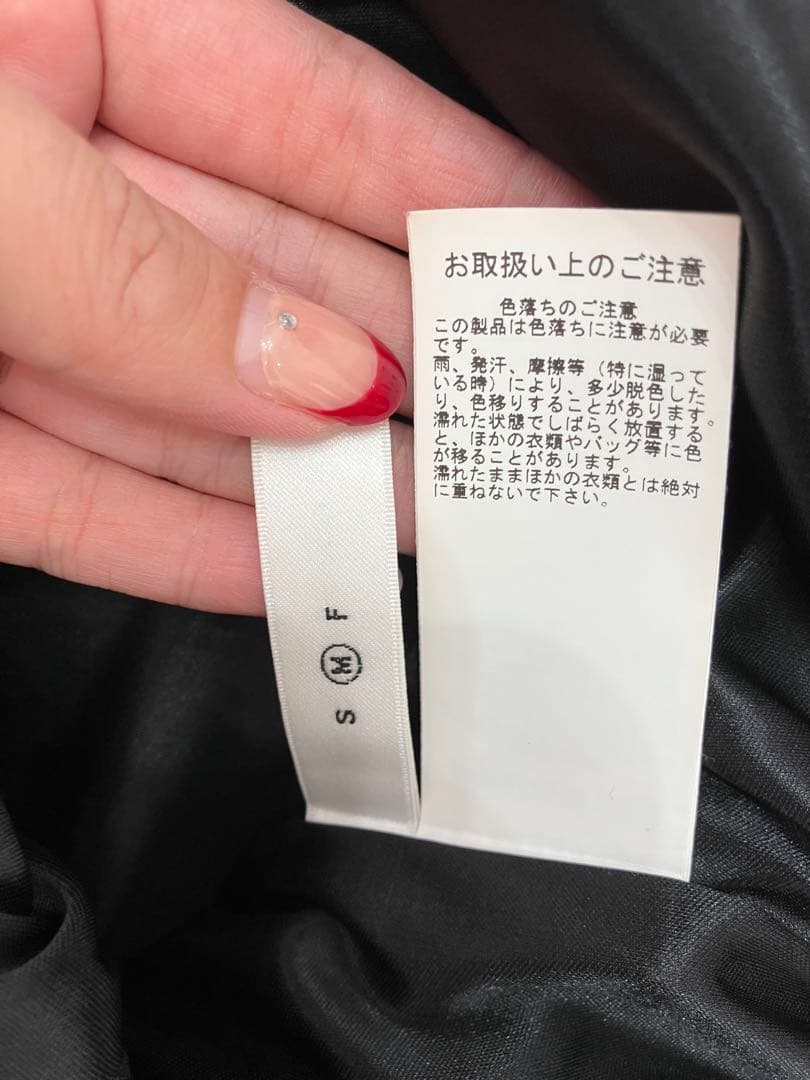 お取扱い上のご注意
色落ちのご注意
この製品は色落ちに注意が必要
です。
雨、発汗、摩擦等（特に湿って
いる時）により、多少脱色した
り、色移りすることがあります。
濡れた状態でしばらく放置する
と、ほかの衣類やバッグ等に色
が移ることがあります。
濡れたままほかの衣類とは絶対
に重ねないで下さい。
S M F